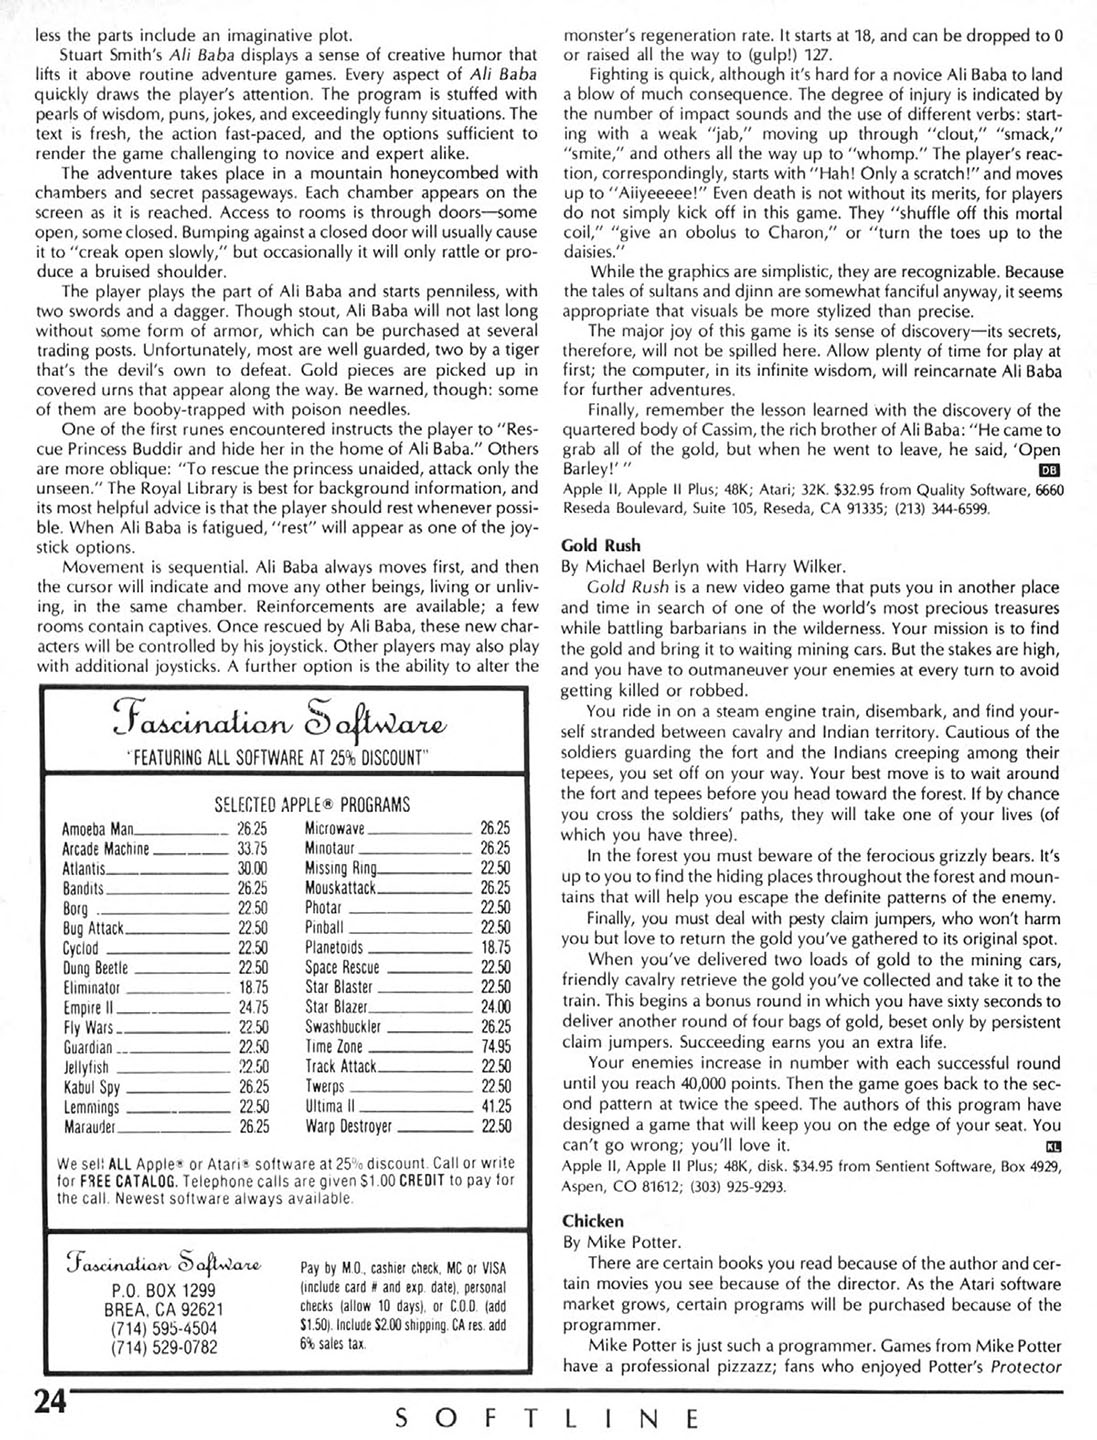 less the parts include an imaginative plot.
Stuart Smith's Ali Baba displays a sense of creative humor that
lifts it above routine adventure games. Every aspect of Ali Baba
quickly draws the player's attention. The program is stuffed with
pearls of wisdom, puns, jokes, and exceedingly funny situations. The
text is fresh, the action fast-paced, and the options sufficient to
render the game challenging to novice and expert alike.
The adventure takes place in a mountain honeycombed with
chambers and secret passageways. Each chamber appears on the
screen as it is reached. Access to rooms is through doors—some
open, some closed. Bumping against a closed door will usually cause
it to "creak open slowly," but occasionally it will only rattle or pro-
duce a bruised shoulder.
The player plays the part of Ali Baba and starts penniless, with
two swords and a dagger. Though stout, Ali Baba will not last long
without some form of armor, which can be purchased at several
trading posts. Unfortunately, most are well guarded, two by a tiger
that's the devil's own to defeat. Gold pieces are picked up in
covered urns that appear along the way. Be warned, though: some
of them are booby-trapped with poison needles.
One of the first runes encountered instructs the player to "Res-
cue Princess Buddir and hide her in the home of Ali Baba." Others
are more oblique: "To rescue the princess unaided, attack only the
unseen." The Royal Library is best for background information, and
its most helpful advice is that the player should rest whenever possi-
ble. When Ali Baba is fatigued, "rest" will appear as one of the joy-
stick options.
Movement is sequential. Ali Baba always moves first, and then
the cursor will indicate and move any other beings, living or unliv-
ing, in the same chamber. Reinforcements are available; a few
rooms contain captives. Once rescued by Ali Baba, these new char-
acters will be controlled by his joystick. Other players may also play
with additional joysticks. A further option is the ability to alter the
Fascination Software
"FEATURING ALL SOFTWARE AT 25% DISCOUNT"
SELECTED APPLE® PROGRAMS
Amoeba Man 26.25
Arcade Machine 33.75
Atlantis 30.00
Bandits 26.25
Borg 22.50
Bug Attack 22.50
Cyclod 22.50
Dung Beetle 22.50
Eliminator 18.75
Empire II 24.75
Fly Wars 22.50
Guardian 22.50
Jellyfish 22.50
Kabul Spy 26.25
Lemmings 22.50
Marauder 26.25
Microwave 26.25
Minotaur 26.25
Missing Ring 22.50
Mouskattack 26.25
Photar 22.50
Pinball 22.50
Planetoids 18.75
Space Rescue 22.50
Star Blaster 22.50
Star Blazer 24.00
Swashbuckler 26.25
Time Zone 74.95
Track Attack 22.50
Twerps 22.50
Ultima II 41.25
Warp Destroyer 22.50
We sell ALL Apple® or Atari® software at 25% discount. Call or write
for FREE CATALOG. Telephone calls are given $1.00 CREDIT to pay for
the call. Newest software always available.
Fascination Software
P.O. BOX 1299
BREA, CA 92621
(714) 595-4504
(714) 529-0782
Pay by M.O., cashier check, MC or VISA
(include card # and exp. date), personal
checks (allow 10 days), or C.O.D. (add
$1.50). Include $2.00 shipping. CA res. add
6% sales tax.
monster's regeneration rate. It starts at 18, and can be dropped to 0
or raised all the way to (gulp!) 127.
Fighting is quick, although it's hard for a novice Ali Baba to land
a blow of much consequence. The degree of injury is indicated by
the number of impact sounds and the use of different verbs: start-
ing with a weak "jab," moving up through "clout," "smack,"
"smite," and others all the way up to "whomp." The player's reac-
tion, correspondingly, starts with "Hah! Only a scratch!" and moves
up to "Aiiyeeeee!" Even death is not without its merits, for players
do not simply kick off in this game. They "shuffle off this mortal
coil," "give an obolus to Charon," or "turn the toes up to the
daisies."
While the graphics are simplistic, they are recognizable. Because
the tales of sultans and djinn are somewhat fanciful anyway, it seems
appropriate that visuals be more stylized than precise.
The major joy of this game is its sense of discovery—its secrets,
therefore, will not be spilled here. Allow plenty of time for play at
first; the computer, in its infinite wisdom, will reincarnate Ali Baba
for further adventures.
Finally, remember the lesson learned with the discovery of the
quartered body of Cassim, the rich brother of Ali Baba: "He came to
grab all of the gold, but when he went to leave, he said, 'Open
Barley!' " DB
Apple II, Apple II Plus; 48K; Atari; 32K. $32.95 from Quality Software, 6660
Reseda Boulevard, Suite 105, Reseda, CA 91335; (213) 344-6599.
Gold Rush
By Michael Berlyn with Harry Wilker.
Gold Rush is a new video game that puts you in another place
and time in search of one of the world's most precious treasures
while battling barbarians in the wilderness. Your mission is to find
the gold and bring it to waiting mining cars. But the stakes are high,
and you have to outmaneuver your enemies at every turn to avoid
getting killed or robbed.
You ride in on a steam engine train, disembark, and find your-
self stranded between cavalry and Indian territory. Cautious of the
soldiers guarding the fort and the Indians creeping among their
tepees, you set off on your way. Your best move is to wait around
the fort and tepees before you head toward the forest. If by chance
you cross the soldiers' paths, they will take one of your lives (of
which you have three).
In the forest you must beware of the ferocious grizzly bears. It's
up to you to find the hiding places throughout the forest and moun-
tains that will help you escape the definite patterns of the enemy.
Finally, you must deal with pesty claim jumpers, who won't harm
you but love to return the gold you've gathered to its original spot.
When you've delivered two loads of gold to the mining cars,
friendly cavalry retrieve the gold you've collected and take it to the
train. This begins a bonus round in which you have sixty seconds to
deliver another round of four bags of gold, beset only by persistent
claim jumpers. Succeeding earns you an extra life.
Your enemies increase in number with each successful round
until you reach 40,000 points. Then the game goes back to the sec-
ond pattern at twice the speed. The authors of this program have
designed a game that will keep you on the edge of your seat. You
can't go wrong; you'll love it. KL
Apple II, Apple II Plus; 48K, disk. $34.95 from Sentient Software, Box 4929,
Aspen, CO 81612; (303) 925-9293.
Chicken
By Mike Potter.
There are certain books you read because of the author and cer-
tain movies you see because of the director. As the Atari software
market grows, certain programs will be purchased because of the
programmer.
Mike Potter is just such a programmer. Games from Mike Potter
have a professional pizzazz; fans who enjoyed Potter's Protector
24
SOFTLINE